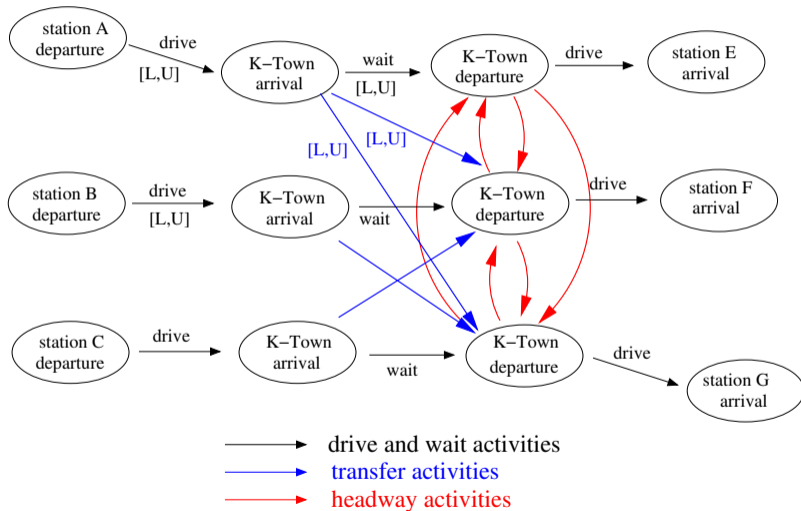 station A
departure
drive
[L,U]
K−Town
arrival
wait
[L,U]
K−Town
departure
drive
station E
arrival
[L,U]
[L,U]
station B
departure
drive
[L,U]
K−Town
arrival
wait
K−Town
departure
drive
station F
arrival
station C
departure
drive
K−Town
arrival
wait
K−Town
departure
drive
station G
arrival
drive and wait activities
transfer activities
headway activities